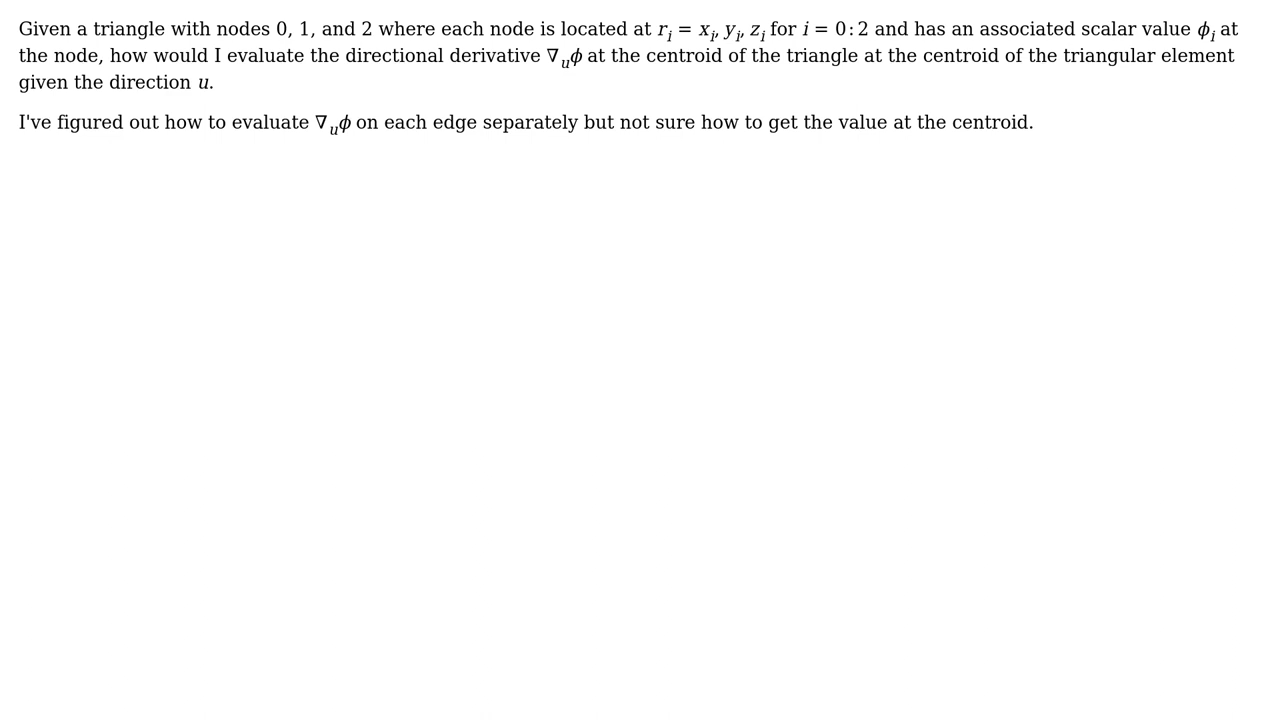 Given a triangle with nodes 0, 1, and 2 where each node is located at r_i = x_i, y_i, z_i for i = 0:2 and has an associated scalar value ϕ_i at
the node, how would I evaluate the directional derivative ∇_uϕ at the centroid of the triangle at the centroid of the triangular element
given the direction u.
I've figured out how to evaluate ∇_uϕ on each edge separately but not sure how to get the value at the centroid.